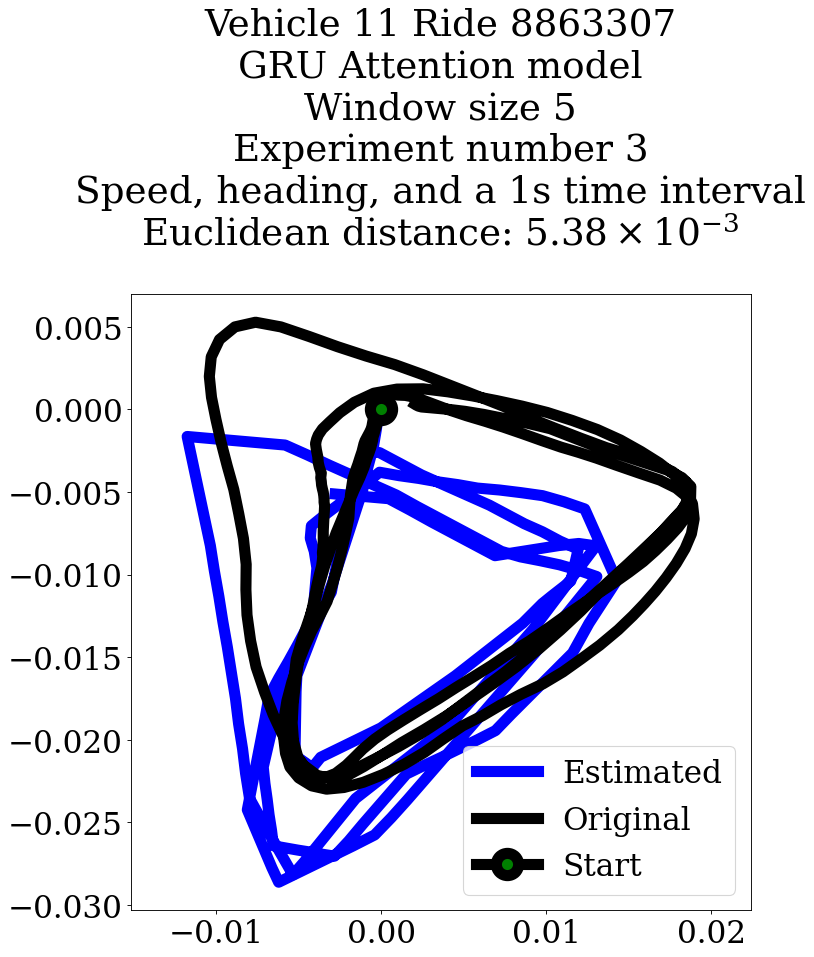 Vehicle 11 Ride 8863307
GRU Attention model
Window size 5
Experiment number 3
Speed, heading, and a 1s time interval
Euclidean distance: 5.38 × 10⁻³
0.005
0.000
−0.005
−0.010
−0.015
−0.020
−0.025
−0.030
Estimated
Original
Start
−0.01
0.00
0.01
0.02